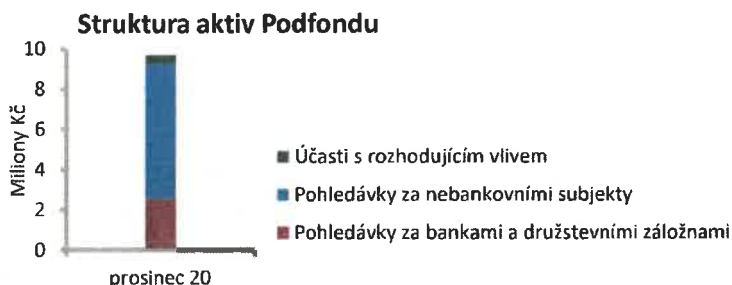 Struktura aktiv Podfondu
10
8
6
4
2
0
Miliony Kč
prosinec 20
Účasti s rozhodujícím vlivem
Pohledávky za nebankovními subjekty
Pohledávky za bankami a družstevními záložnami